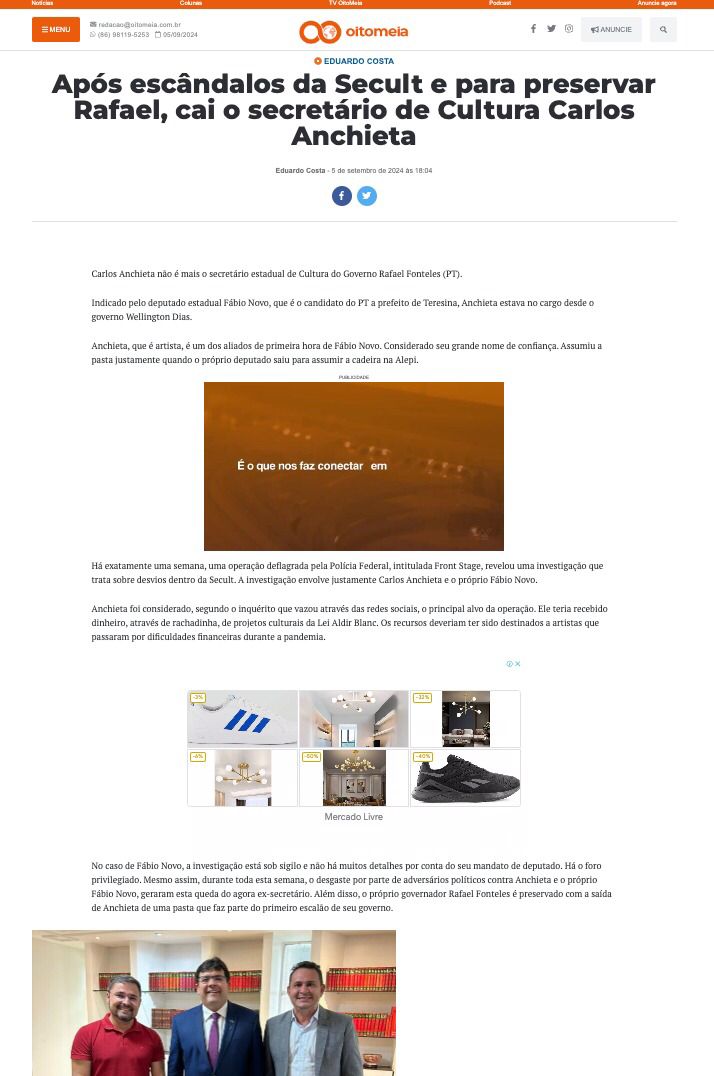 Notícias Colunas TV OitoMeia Podcast Anuncie agora
MENU
redacao@oitomeia.com.br
(86) 98119-5253 05/09/2024
oitomeia
ANUNCIE
EDUARDO COSTA
Após escândalos da Secult e para preservar
Rafael, cai o secretário de Cultura Carlos
Anchieta
Eduardo Costa - 5 de setembro de 2024 às 18:04
Carlos Anchieta não é mais o secretário estadual de Cultura do Governo Rafael Fonteles (PT).
Indicado pelo deputado estadual Fábio Novo, que é o candidato do PT a prefeito de Teresina, Anchieta estava no cargo desde o
governo Wellington Dias.
Anchieta, que é artista, é um dos aliados de primeira hora de Fábio Novo. Considerado seu grande nome de confiança. Assumiu a
pasta justamente quando o próprio deputado saiu para assumir a cadeira na Alepi.
PUBLICIDADE
É o que nos faz conectar em
Há exatamente uma semana, uma operação deflagrada pela Polícia Federal, intitulada Front Stage, revelou uma investigação que
trata sobre desvios dentro da Secult. A investigação envolve justamente Carlos Anchieta e o próprio Fábio Novo.
Anchieta foi considerado, segundo o inquérito que vazou através das redes sociais, o principal alvo da operação. Ele teria recebido
dinheiro, através de rachadinha, de projetos culturais da Lei Aldir Blanc. Os recursos deveriam ter sido destinados a artistas que
passaram por dificuldades financeiras durante a pandemia.
-3% -32%
-6% -50% -40%
Mercado Livre
No caso de Fábio Novo, a investigação está sob sigilo e não há muitos detalhes por conta do seu mandato de deputado. Há o foro
privilegiado. Mesmo assim, durante toda esta semana, o desgaste por parte de adversários políticos contra Anchieta e o próprio
Fábio Novo, geraram esta queda do agora ex-secretário. Além disso, o próprio governador Rafael Fonteles é preservado com a saída
de Anchieta de uma pasta que faz parte do primeiro escalão de seu governo.